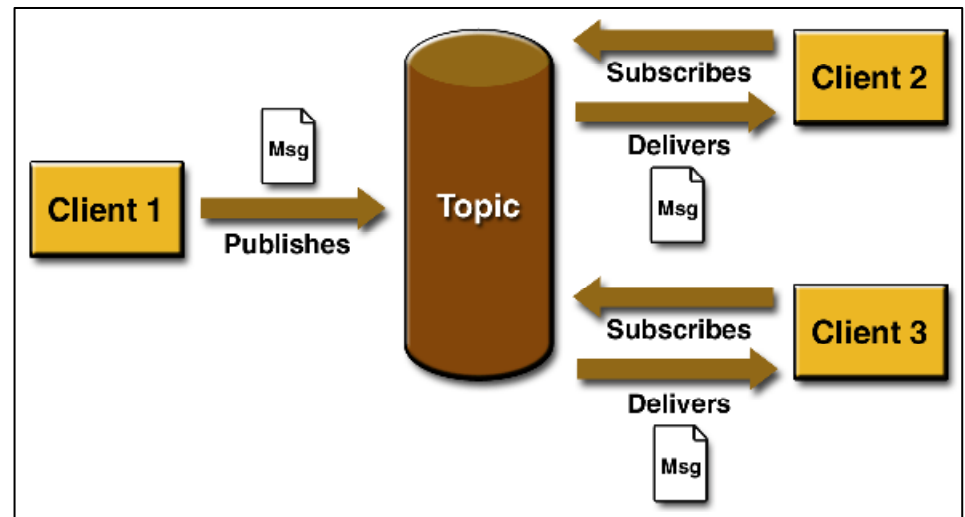 Client 1
Msg
Publishes
Topic
Subscribes
Client 2
Delivers
Msg
Subscribes
Client 3
Delivers
Msg